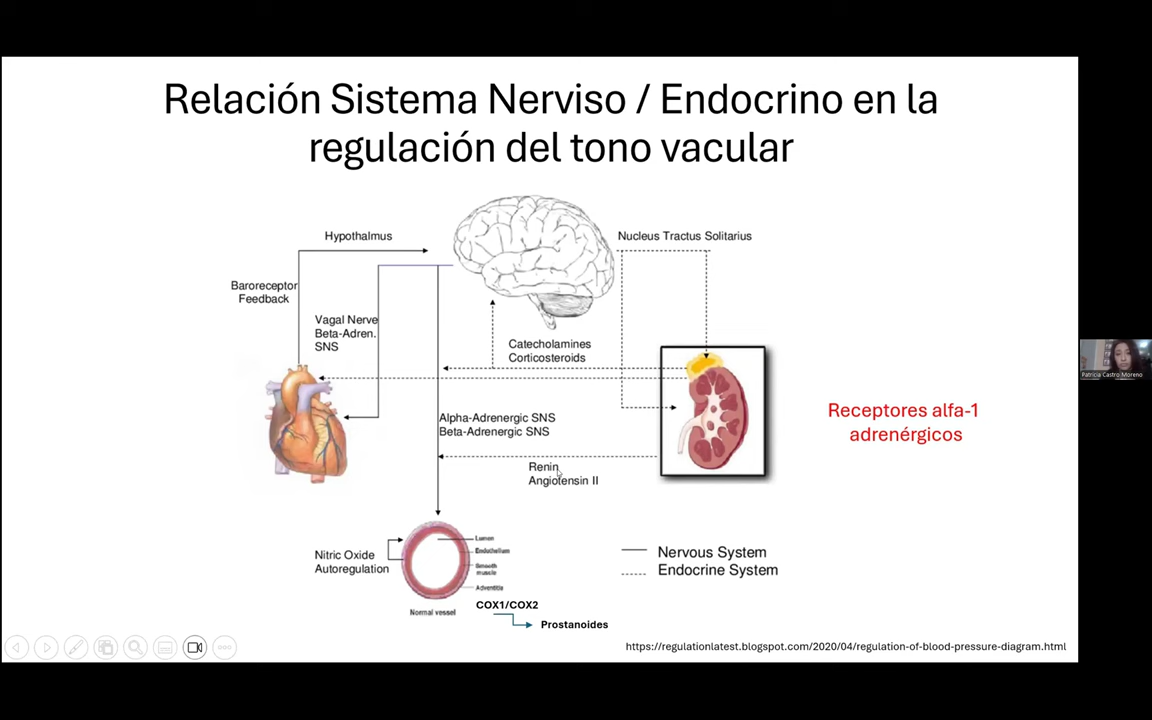 Relación Sistema Nerviso / Endocrino en la
regulación del tono vacular
Hypothalmus
Nucleus Tractus Solitarius
Baroreceptor
Feedback
Vagal Nerve
Beta-Adren.
SNS
Catecholamines
Corticosteroids
Alpha-Adrenergic SNS
Beta-Adrenergic SNS
Receptores alfa-1
adrenérgicos
Renin
Angiotensin II
Nitric Oxide
Autoregulation
Lumen
Endothelium
Smooth
muscle
Adventitia
Normal vessel
Nervous System
Endocrine System
COX1/COX2
Prostanoides
https://regulationlatest.blogspot.com/2020/04/regulation-of-blood-pressure-diagram.html
Patricia Castro Moreno